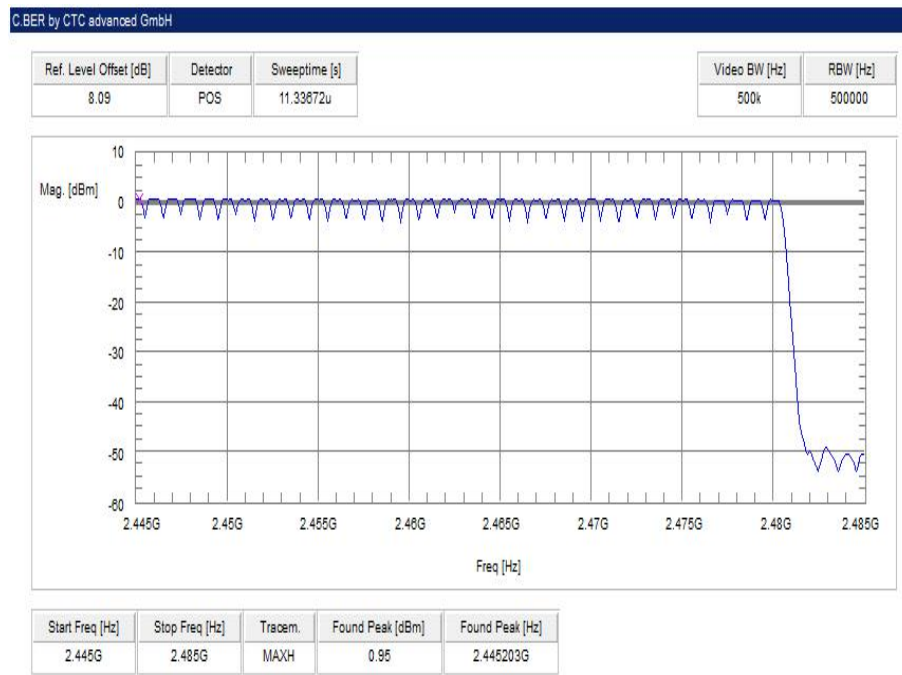 C.BER by CTC advanced GmbH
Ref. Level Offset [dB] Detector Sweeptime [s] Video BW [Hz] RBW [Hz]
8.09 POS 11.33672u 500k 500000
10
Mag. [dBm] 0
-10
-20
-30
-40
-50
-60
2.445G 2.45G 2.455G 2.46G 2.465G 2.47G 2.475G 2.48G 2.485G
Freq [Hz]
Start Freq [Hz] Stop Freq [Hz] Tracem. Found Peak [dBm] Found Peak [Hz]
2.445G 2.485G MAXH 0.95 2.445203G